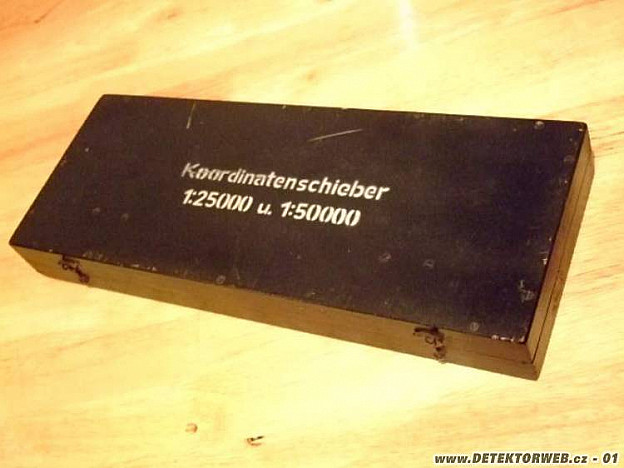 Koordinatenschieber
1:25000 u. 1:50000
www.DETEKTORWEB.cz - 01